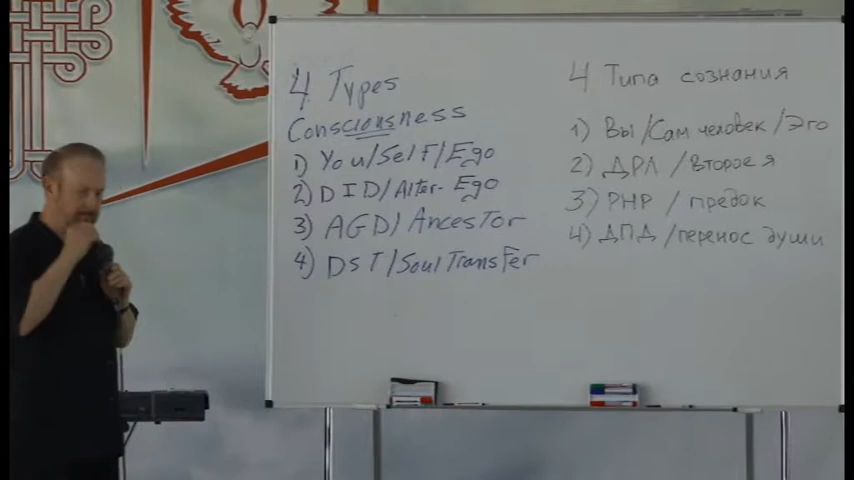 4 Types
Consciousness
1) You/Self/Ego
2) DID/Alter-Ego
3) AGD/Ancestor
4) DST/Soul Transfer
4 Типа сознания
1) Вы/Сам человек/Эго
2) ДРЛ/второе я
3) РНР/предок
4) ДПД/перенос души